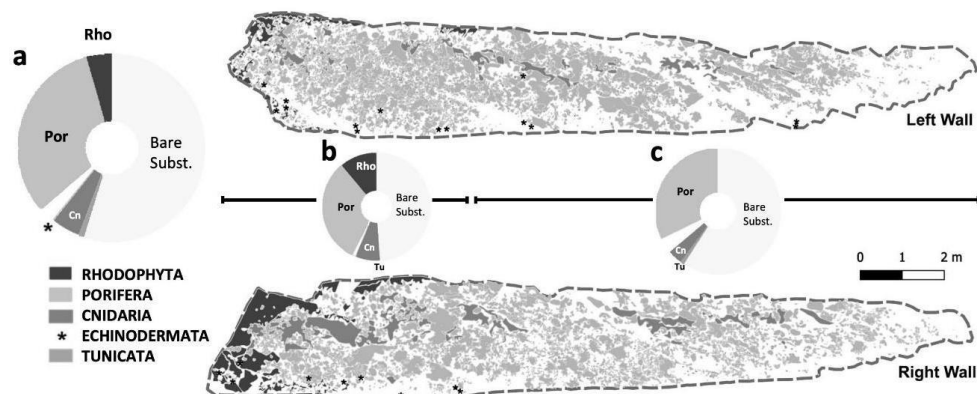 a
Rho
Por
Bare
Subst.
Cn
*
Left Wall
b
Rho
Por
Bare
Subst.
Cn
Tu
c
Por
Bare
Subst.
Cn
Tu
0 1 2 m
RHODOPHYTA
PORIFERA
CNIDARIA
* ECHINODERMATA
TUNICATA
Right Wall